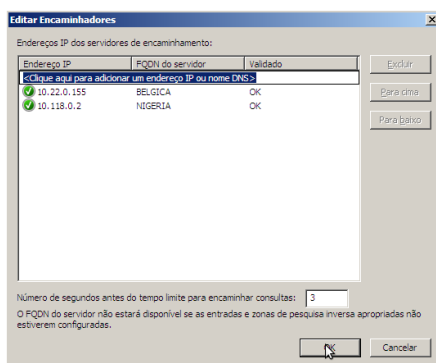 Editar Encaminhadores
Endereços IP dos servidores de encaminhamento:
Endereço IP FQDN do servidor Validado
<Clique aqui para adicionar um endereço IP ou nome DNS>
10.22.0.155 BELGICA OK
10.118.0.2 NIGERIA OK
Excluir
Para cima
Para baixo
Número de segundos antes do tempo limite para encaminhar consultas: 3
O FQDN do servidor não estará disponível se as entradas e zonas de pesquisa inversa apropriadas não
estiverem configuradas.
OK Cancelar